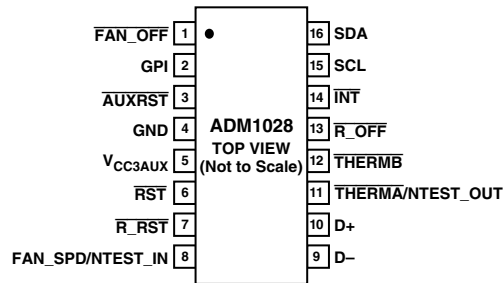 FAN_OFF 1
GPI 2
AUXRST 3
GND 4
VCC3AUX 5
RST 6
R_RST 7
FAN_SPD/NTEST_IN 8
ADM1028
TOP VIEW
(Not to Scale)
16 SDA
15 SCL
14 INT
13 R_OFF
12 THERMB
11 THERMA/NTEST_OUT
10 D+
9 D–